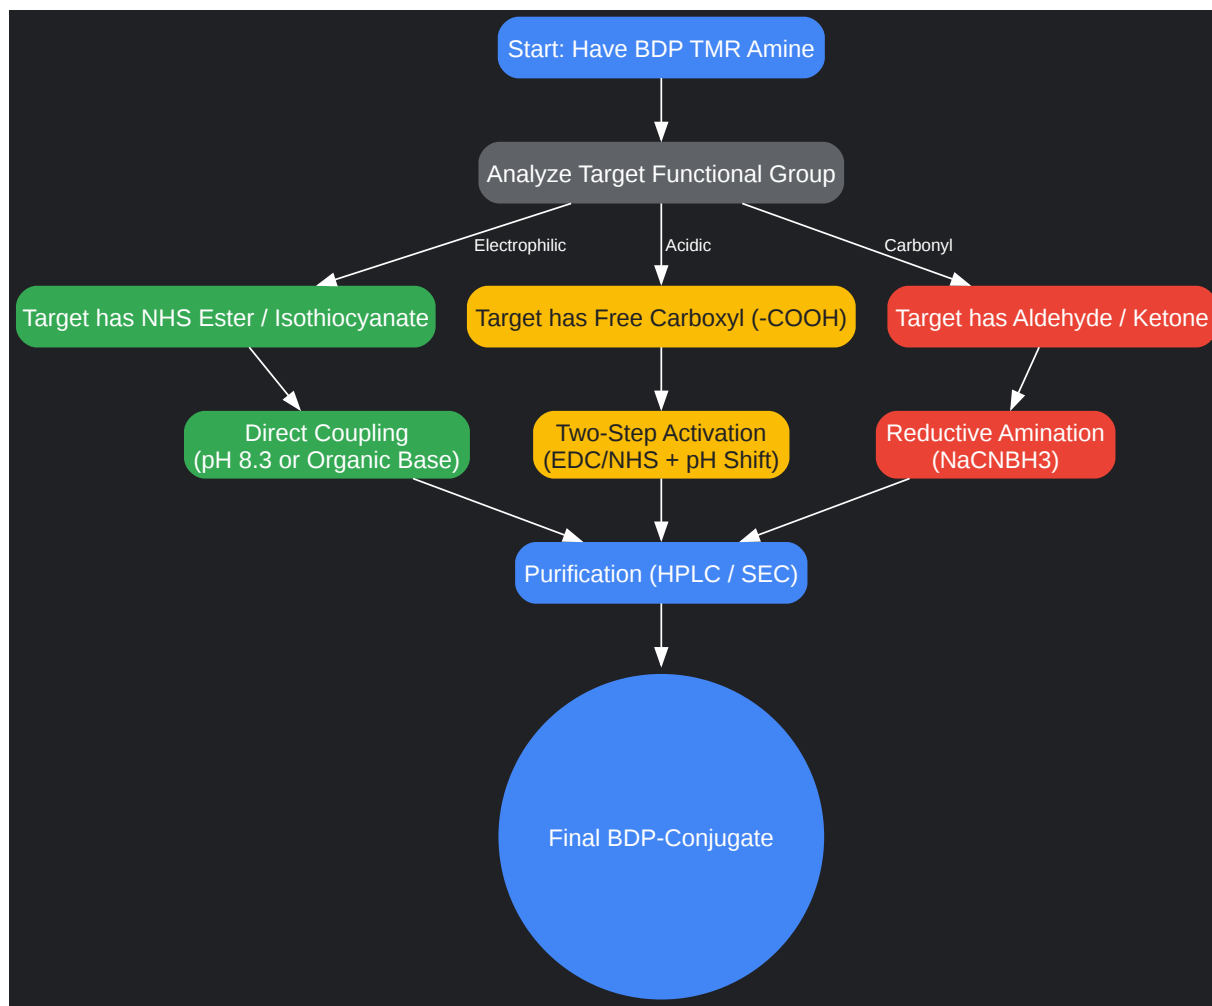 Start: Have BDP TMR Amine
Analyze Target Functional Group
Electrophilic
Acidic
Carbonyl
Target has NHS Ester / Isothiocyanate
Target has Free Carboxyl (-COOH)
Target has Aldehyde / Ketone
Direct Coupling
(pH 8.3 or Organic Base)
Two-Step Activation
(EDC/NHS + pH Shift)
Reductive Amination
(NaCNBH3)
Purification (HPLC / SEC)
Final BDP-Conjugate